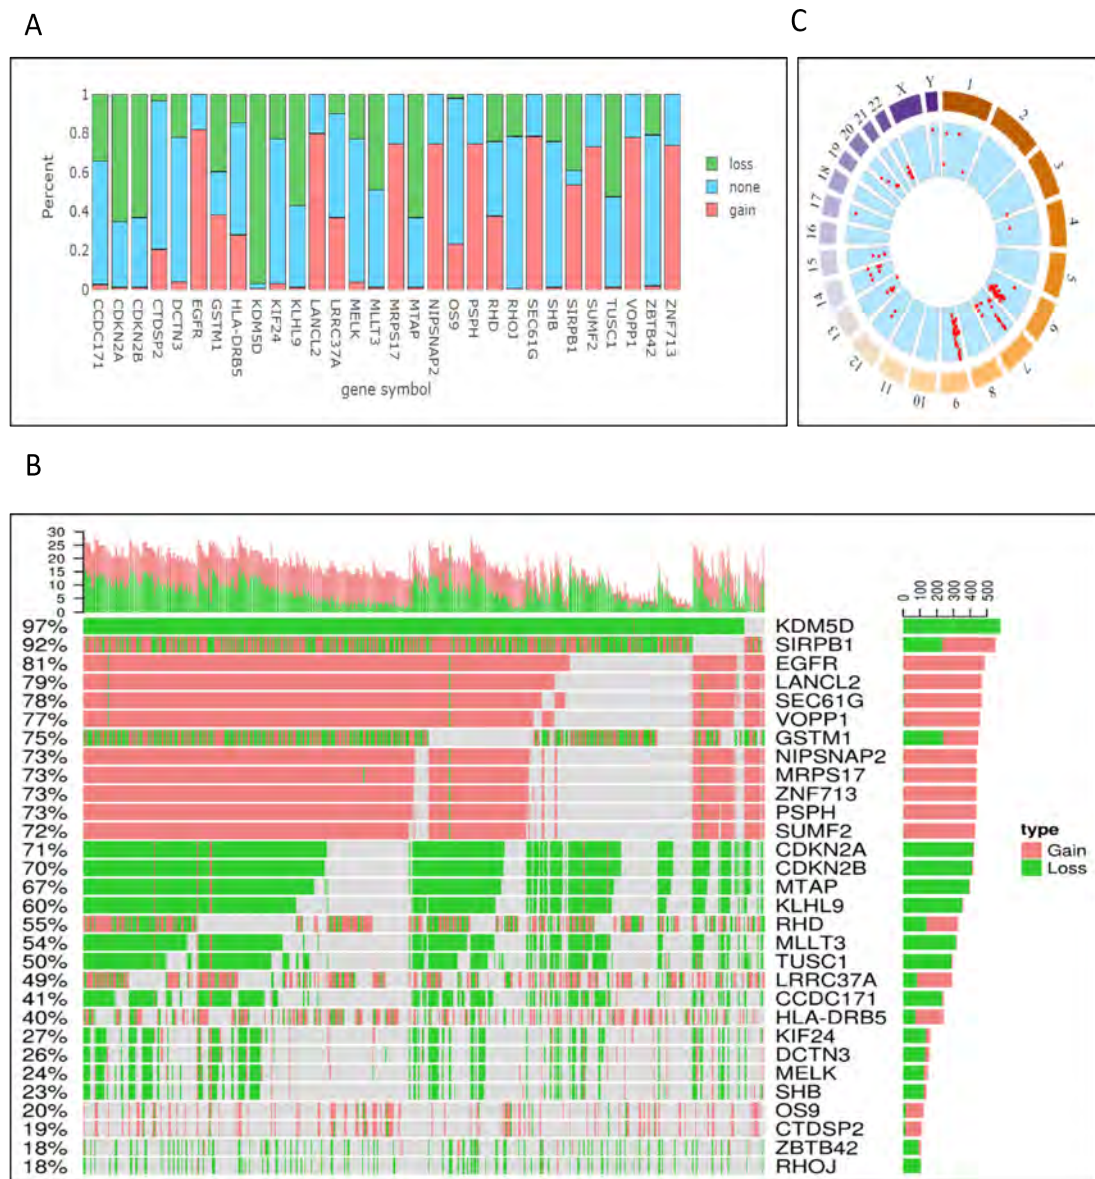 A
C
Percent
1
0.8
0.6
0.4
0.2
0
loss
none
gain
CCDC171
CDKN2A
CDKN2B
CTDSP2
DCTN3
EGFR
GSTM1
HLA-DRB5
KDM5D
KIF24
KLHL9
LANCL2
LRRC37A
MELK
MLLT3
MRPS17
MTAP
NIPSNAP2
OS9
PSPH
RHD
RHOJ
SEC61G
SHB
SIRPB1
SUMF2
TUSC1
VOPP1
ZBTB42
ZNF713
gene symbol
1
2
3
4
5
6
7
8
9
10
11
12
13
14
15
16
17
18
19
20
21
22
X
Y
B
30
25
20
15
10
5
0
0
100
200
300
400
500
97% KDM5D
92% SIRPB1
81% EGFR
79% LANCL2
78% SEC61G
77% VOPP1
75% GSTM1
73% NIPSNAP2
73% MRPS17
73% ZNF713
73% PSPH
72% SUMF2
71% CDKN2A
70% CDKN2B
67% MTAP
60% KLHL9
55% RHD
54% MLLT3
50% TUSC1
49% LRRC37A
41% CCDC171
40% HLA-DRB5
27% KIF24
26% DCTN3
24% MELK
23% SHB
20% OS9
19% CTDSP2
18% ZBTB42
18% RHOJ
type
Gain
Loss